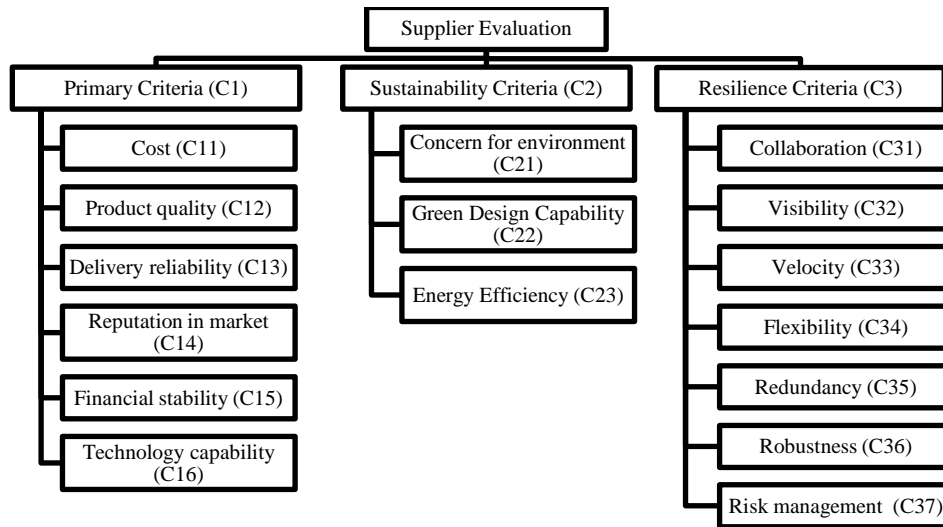 Supplier Evaluation
Primary Criteria (C1)
Cost (C11)
Product quality (C12)
Delivery reliability (C13)
Reputation in market
(C14)
Financial stability (C15)
Technology capability
(C16)
Sustainability Criteria (C2)
Concern for environment
(C21)
Green Design Capability
(C22)
Energy Efficiency (C23)
Resilience Criteria (C3)
Collaboration (C31)
Visibility (C32)
Velocity (C33)
Flexibility (C34)
Redundancy (C35)
Robustness (C36)
Risk management (C37)